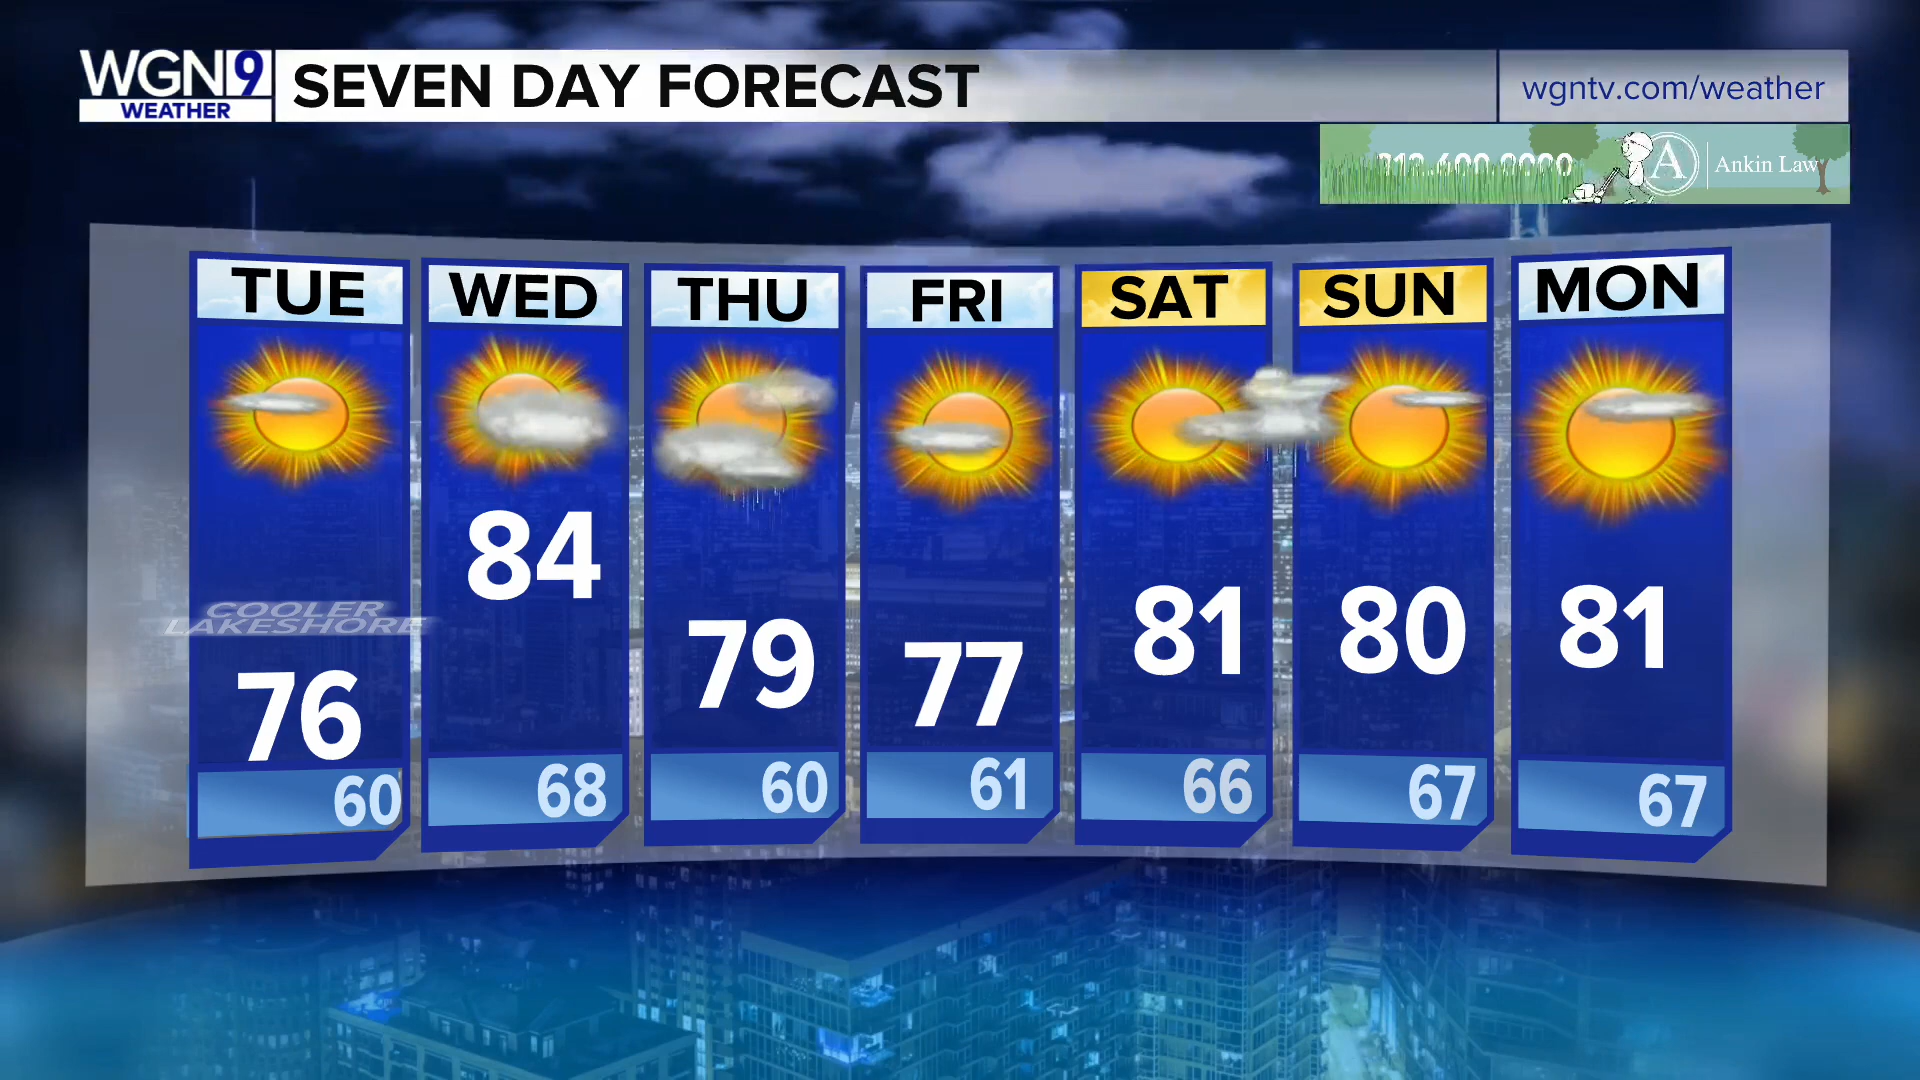 WGN9
WEATHER
SEVEN DAY FORECAST
wgntv.com/weather
A
Ankin Law
TUE
WED
THU
FRI
SAT
SUN
MON
COOLER
LAKESHORE
76
84
79
77
81
80
81
60
68
60
61
66
67
67